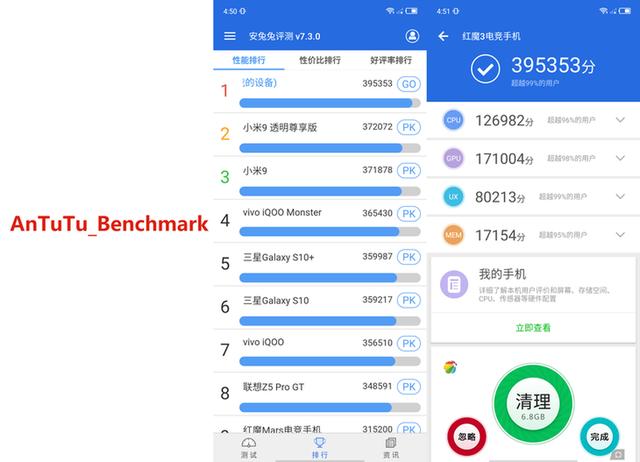 AnTuTu_Benchmark
4:50
安兔兔评测 v7.3.0
性能排行
性价比排行
好评率排行
1
的设备)
395353
GO
2
小米9 透明尊享版
372072
PK
3
小米9
371878
PK
4
vivo iQOO Monster
365430
PK
5
三星Galaxy S10+
359987
PK
6
三星Galaxy S10
359217
PK
7
vivo iQOO
356510
PK
8
联想Z5 Pro GT
348591
PK
红魔Mars电竞手机
315200
PK
测试
排行
资讯
4:51
红魔3电竞手机
395353分
超越99%的用户
CPU
126982分
超越96%的用户
GPU
171004分
超越98%的用户
UX
80213分
超越99%的用户
MEM
17154分
超越95%的用户
我的手机
详细了解本机用户评价和屏幕、存储空间、
CPU、传感器等硬件配置
立即查看
清理
6.8GB
忽略
完成